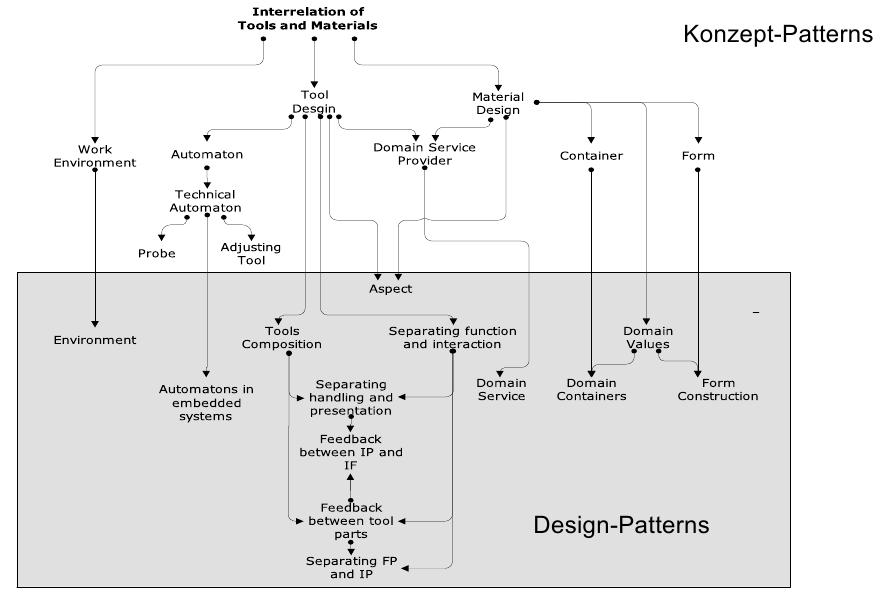 Interrelation of
Tools and Materials
Konzept-Patterns
Tool
Desgin
Material
Design
Work
Environment
Automaton
Domain Service
Provider
Container
Form
Technical
Automaton
Probe
Adjusting
Tool
Aspect
Environment
Tools
Composition
Separating function
and interaction
Domain
Values
Automatons in
embedded
systems
Separating
handling and
presentation
Domain
Service
Domain
Containers
Form
Construction
Feedback
between IP and
IF
Feedback
between tool
parts
Design-Patterns
Separating FP
and IP